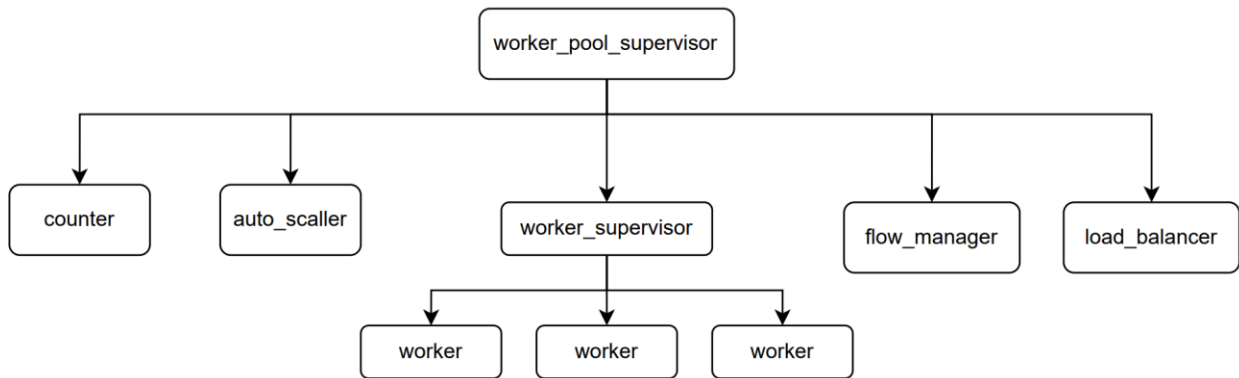 worker_pool_supervisor
counter
auto_scaller
worker_supervisor
flow_manager
load_balancer
worker
worker
worker